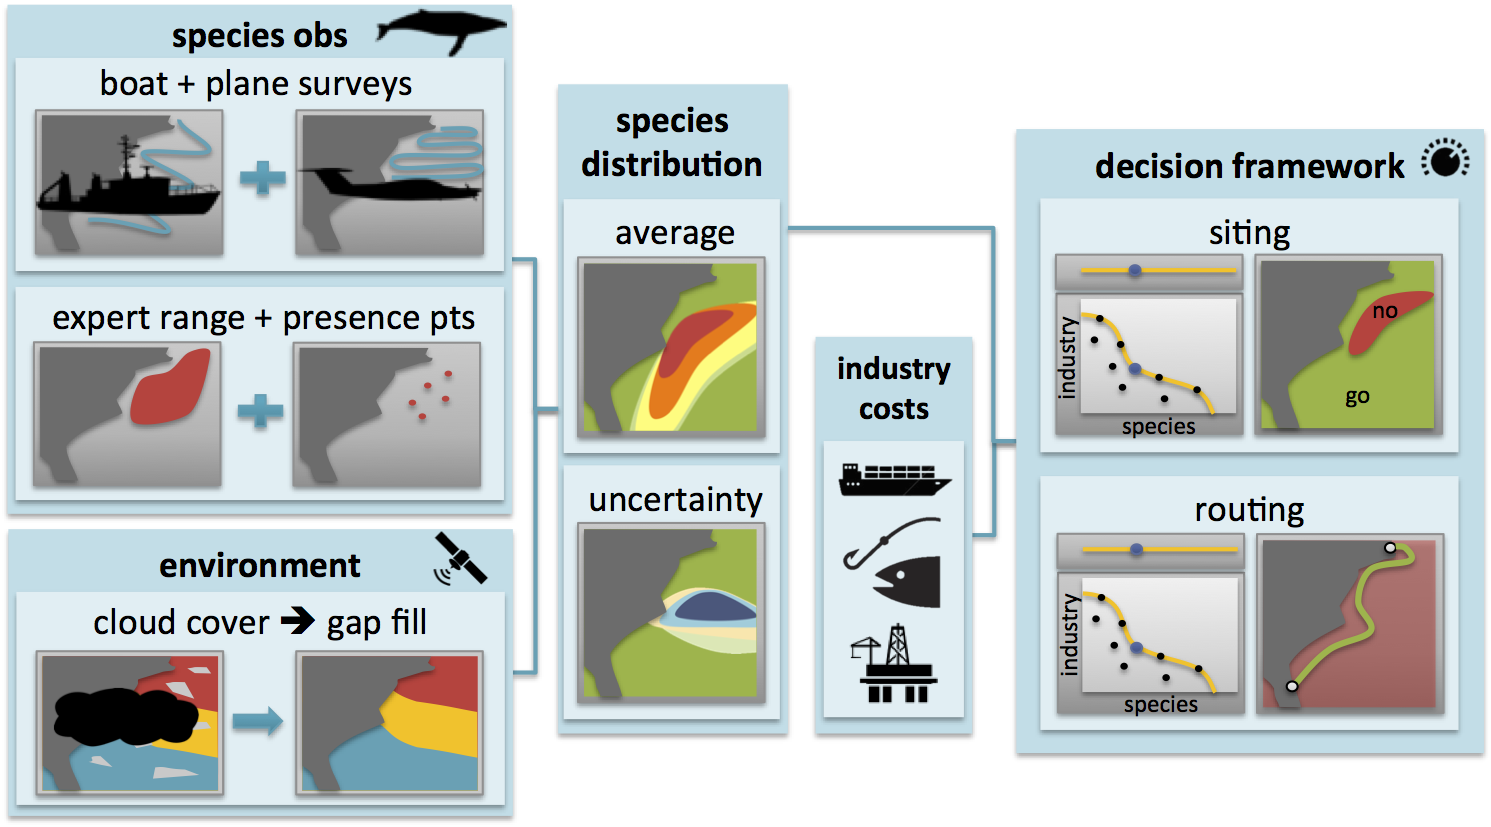 species obs
boat + plane surveys
expert range + presence pts
environment
cloud cover → gap fill
species
distribution
average
uncertainty
industry
costs
decision framework
siting
industry
species
no
go
routing
industry
species